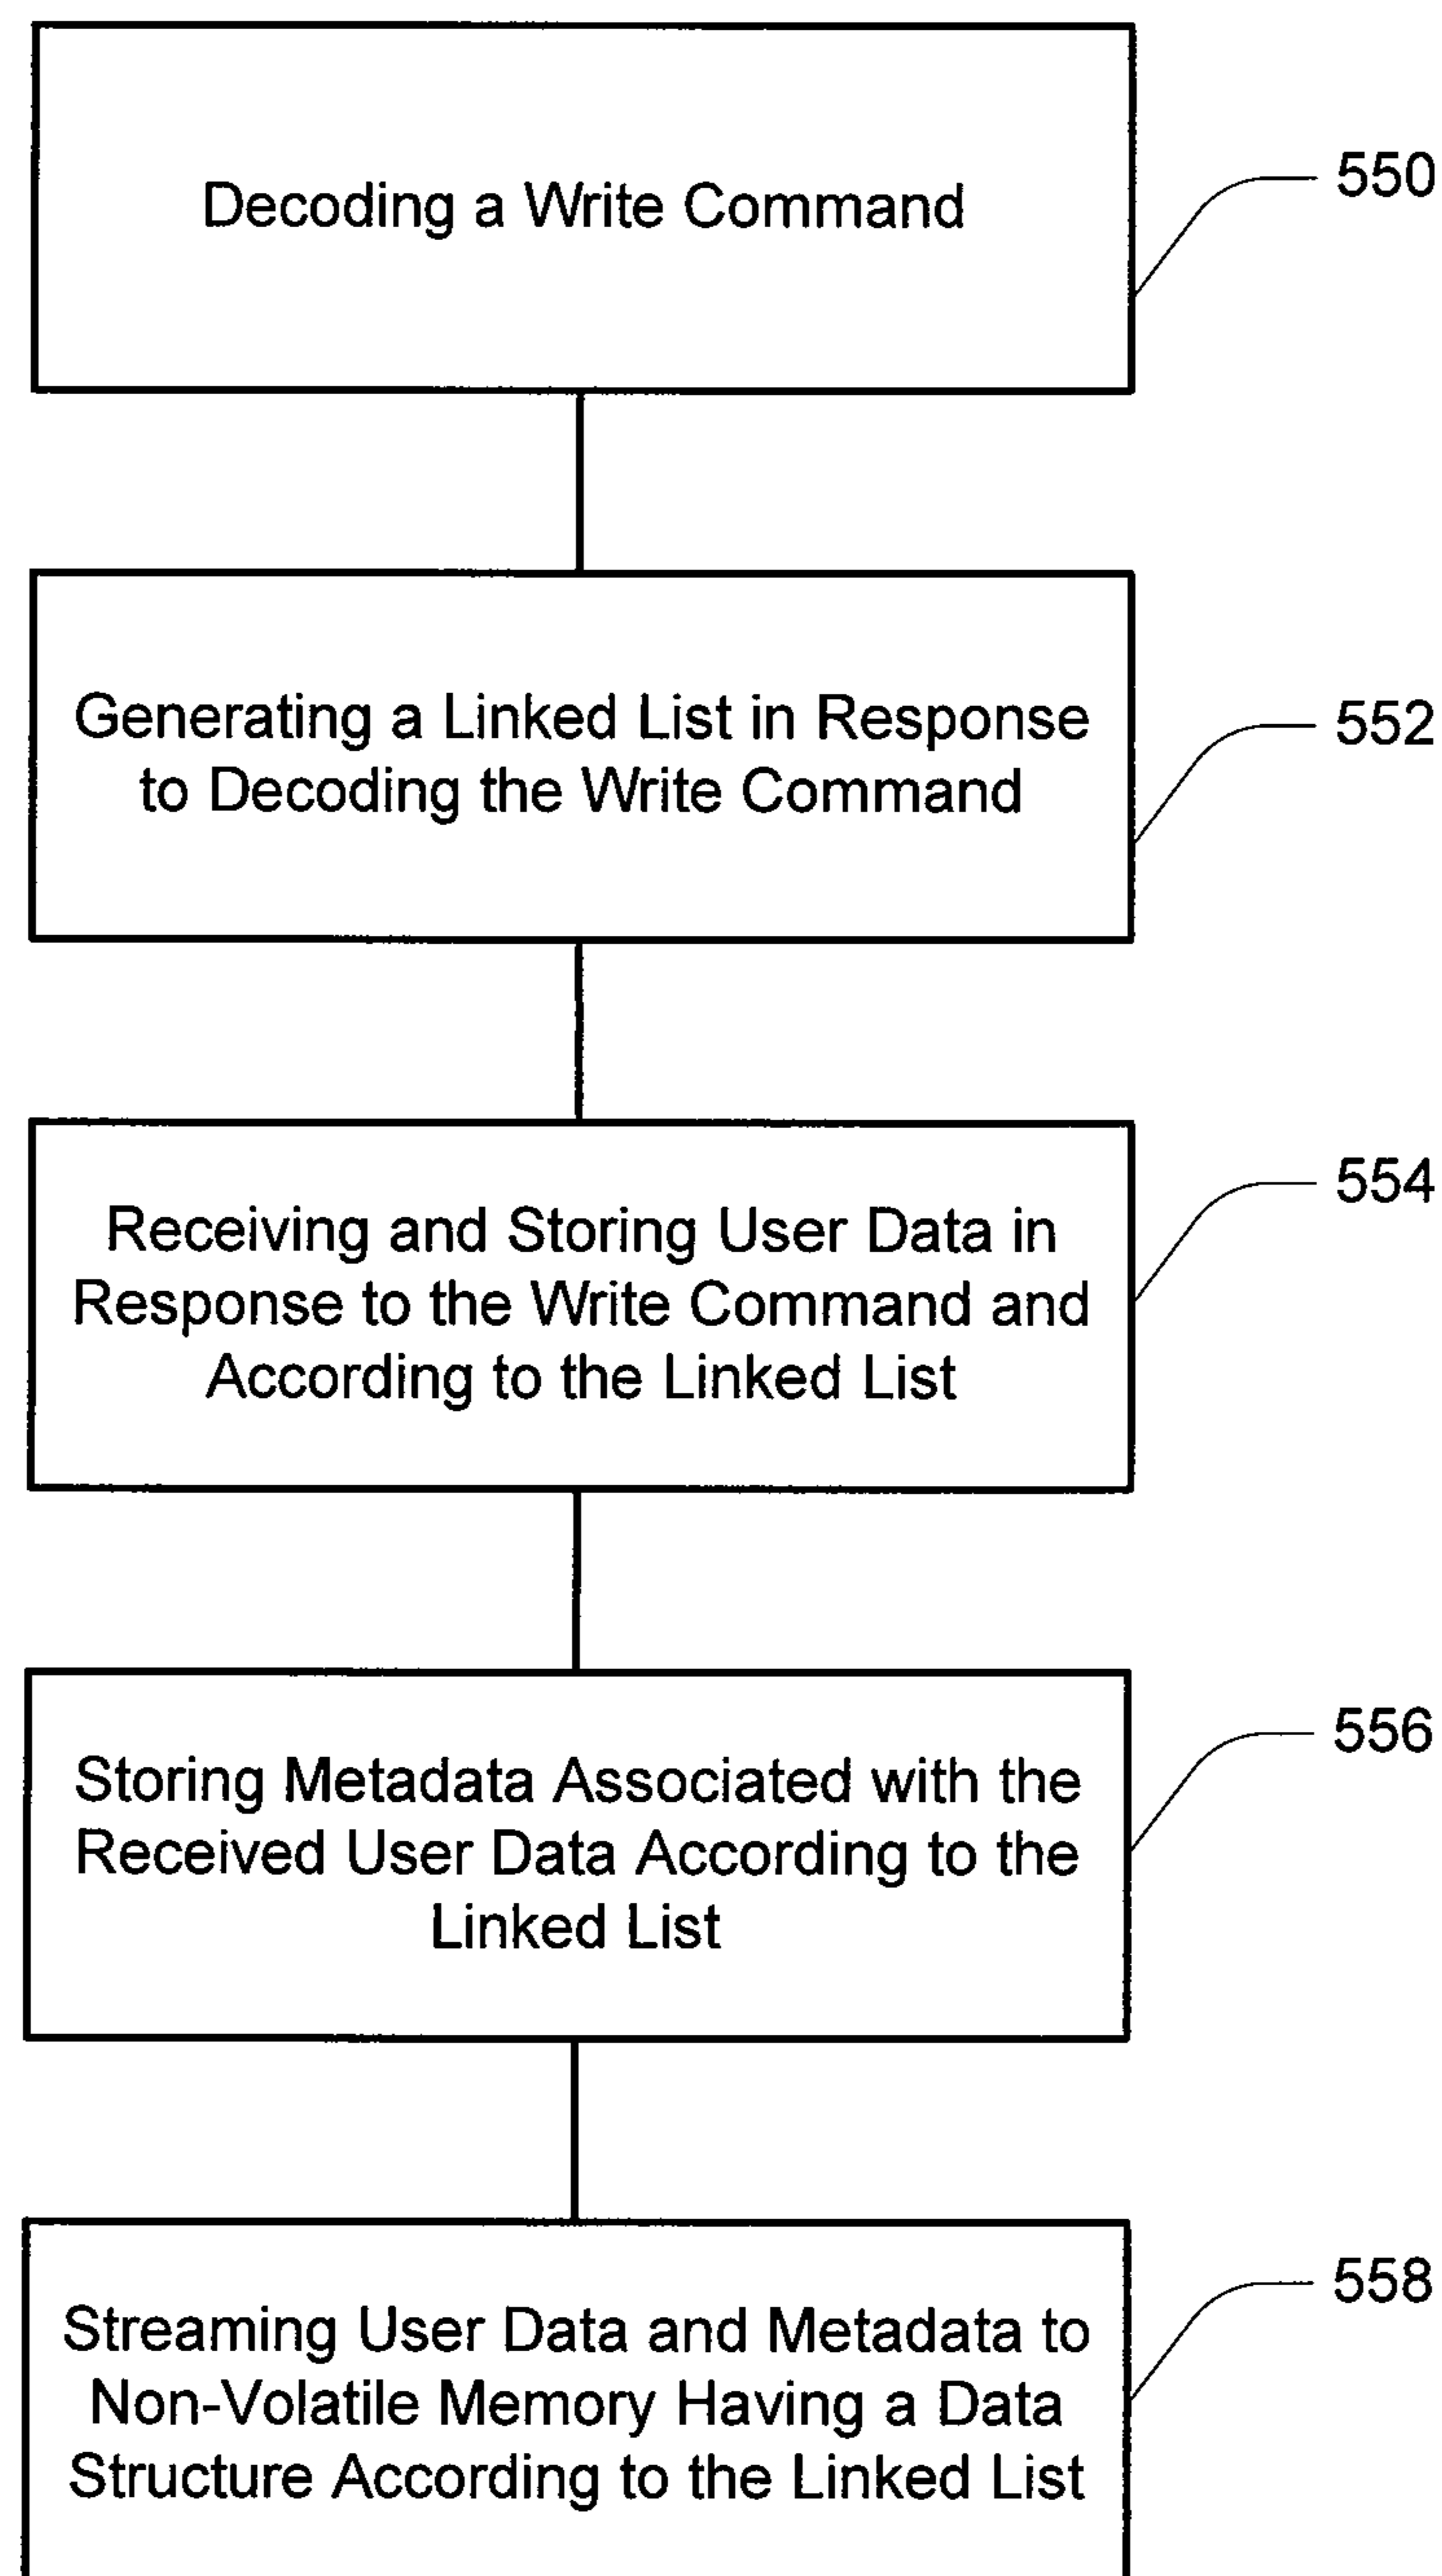 Decoding a Write Command
550
Generating a Linked List in Response
to Decoding the Write Command
552
Receiving and Storing User Data in
Response to the Write Command and
According to the Linked List
554
Storing Metadata Associated with the
Received User Data According to the
Linked List
556
Streaming User Data and Metadata to
Non-Volatile Memory Having a Data
Structure According to the Linked List
558